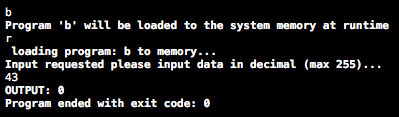 b
Program 'b' will be loaded to the system memory at runtime
r
 loading program: b to memory...
Input requested please input data in decimal (max 255)...
43
OUTPUT: 0
Program ended with exit code: 0